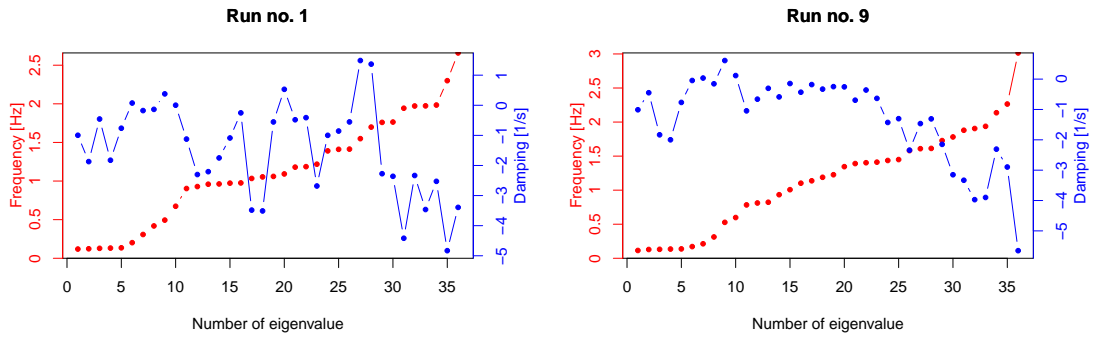 Run no. 1
Frequency [Hz]
0 0.5 1 1.5 2 2.5
Damping [1/s]
−5 −4 −3 −2 −1 0 1
0 5 10 15 20 25 30 35
Number of eigenvalue
Run no. 9
Frequency [Hz]
0 0.5 1 1.5 2 2.5 3
Damping [1/s]
−5 −4 −3 −2 −1 0
0 5 10 15 20 25 30 35
Number of eigenvalue